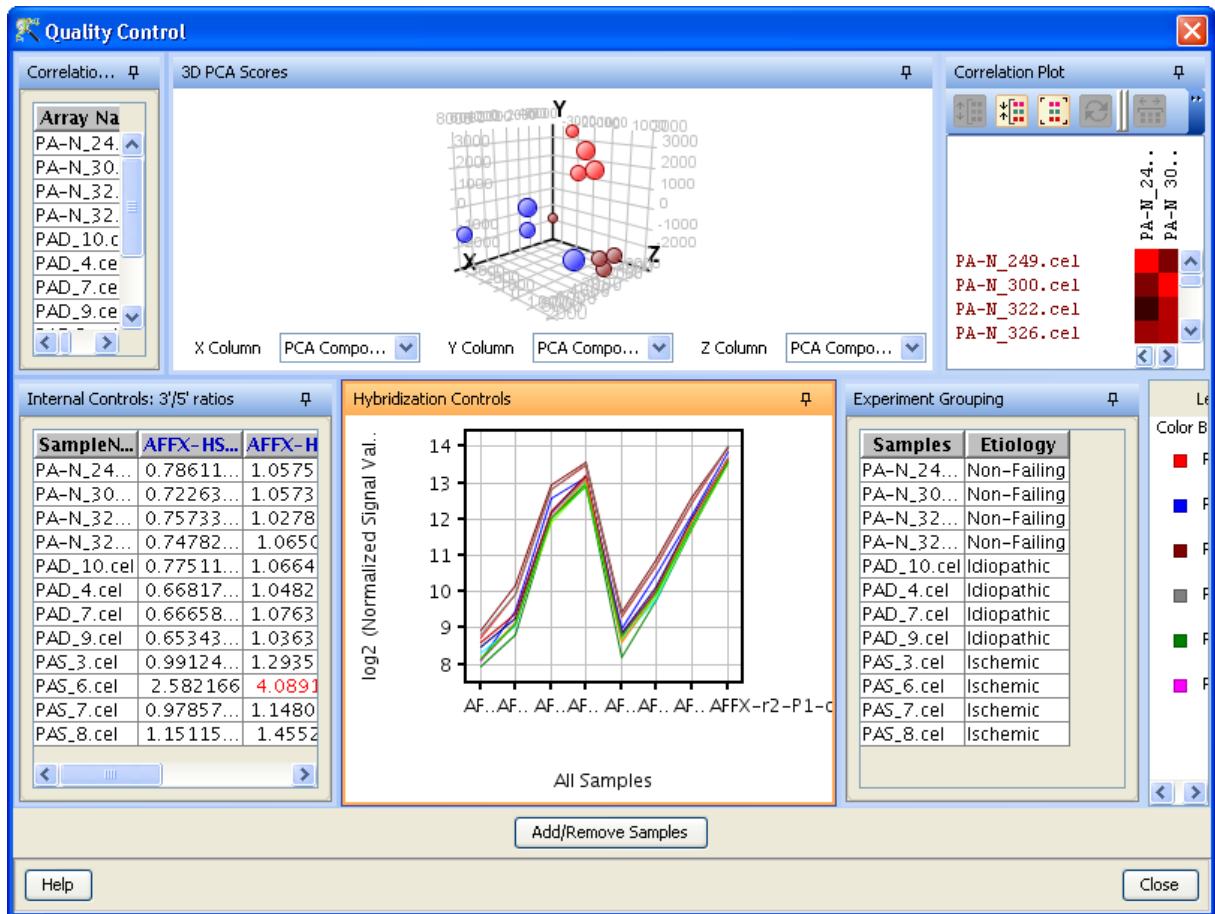 Quality Control
Correlatio...
Array Na
PA-N_24.
PA-N_30.
PA-N_32.
PA-N_32.
PAD_10.c
PAD_4.ce
PAD_7.ce
PAD_9.ce
3D PCA Scores
Y
3000
3000
2000
2000
1000
1000
0
0
-1000
-1000
-2000
-2000
X
Z
X Column PCA Compo... Y Column PCA Compo... Z Column PCA Compo...
Correlation Plot
PA-N_24..
PA-N 30..
PA-N_249.cel
PA-N_300.cel
PA-N_322.cel
PA-N_326.cel
Internal Controls: 3'/5' ratios
SampleN... AFFX-HS... AFFX-H
PA-N_24... 0.78611... 1.0575
PA-N_30... 0.72263... 1.0573
PA-N_32... 0.75733... 1.0278
PA-N_32... 0.74782... 1.0650
PAD_10.cel 0.77511... 1.0664
PAD_4.cel 0.66817... 1.0482
PAD_7.cel 0.66658... 1.0763
PAD_9.cel 0.65343... 1.0363
PAS_3.cel 0.99124... 1.2935
PAS_6.cel 2.582166 4.0891
PAS_7.cel 0.97857... 1.1480
PAS_8.cel 1.15115... 1.4552
Hybridization Controls
log2 (Normalized Signal Val..
14
13
12
11
10
9
8
AF.. AF.. AF.. AF.. AF.. AF.. AF.. AFFX-r2-P1-c
All Samples
Experiment Grouping
Samples Etiology
PA-N_24... Non-Failing
PA-N_30... Non-Failing
PA-N_32... Non-Failing
PA-N_32... Non-Failing
PAD_10.cel Idiopathic
PAD_4.cel Idiopathic
PAD_7.cel Idiopathic
PAD_9.cel Idiopathic
PAS_3.cel Ischemic
PAS_6.cel Ischemic
PAS_7.cel Ischemic
PAS_8.cel Ischemic
Le
Color B
Add/Remove Samples
Help
Close